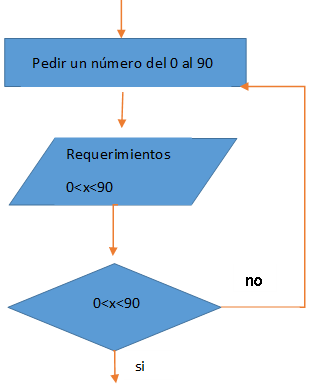 Pedir un número del 0 al 90
Requerimientos
0<x<90
0<x<90
no
si